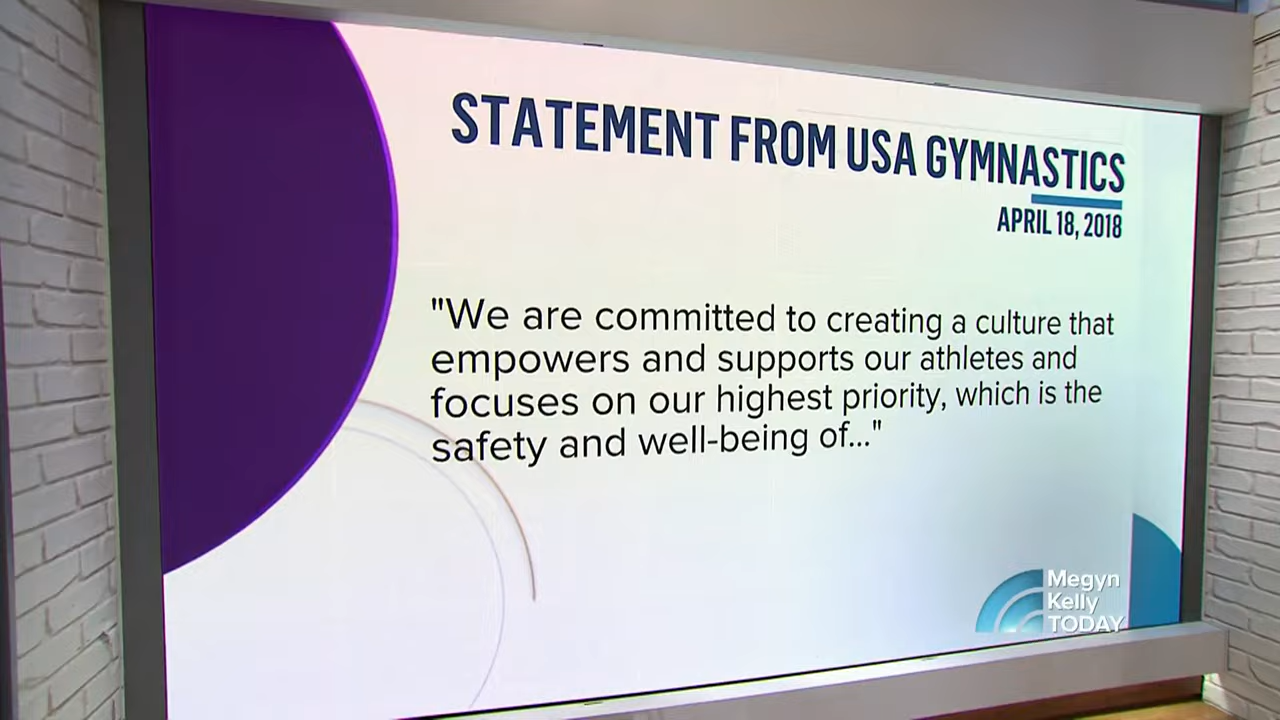 STATEMENT FROM USA GYMNASTICS
APRIL 18, 2018
"We are committed to creating a culture that
empowers and supports our athletes and
focuses on our highest priority, which is the
safety and well-being of..."
Megyn
Kelly
TODAY